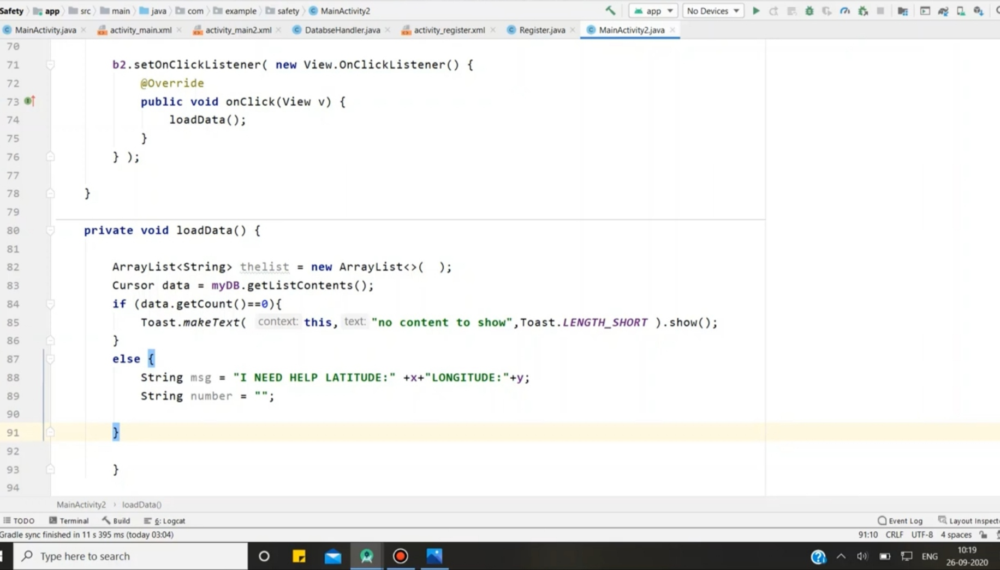 Safety app src main java com example safety MainActivity2 app No Devices
MainActivity.java activity_main.xml activity_main2.xml DatabseHandler.java activity_register.xml Register.java MainActivity2.java
70
71 b2.setOnClickListener( new View.OnClickListener() {
72 @Override
73 public void onClick(View v) {
74 loadData();
75 }
76 } );
77
78 }
79
80 private void loadData() {
81
82 ArrayList<String> thelist = new ArrayList<>(  );
83 Cursor data = myDB.getListContents();
84 if (data.getCount()==0){
85 Toast.makeText( context: this, text: "no content to show",Toast.LENGTH_SHORT ).show();
86 }
87 else {
88 String msg = "I NEED HELP LATITUDE:" +x+"LONGITUDE:"+y;
89 String number = "";
90
91 }
92
93 }
94
MainActivity2 › loadData()
TODO Terminal Build 6: Logcat Event Log Layout Inspect
Gradle sync finished in 11 s 395 ms (today 03:04) 91:10 CRLF UTF-8 4 spaces
Type here to search ENG 10:19
26-09-2020